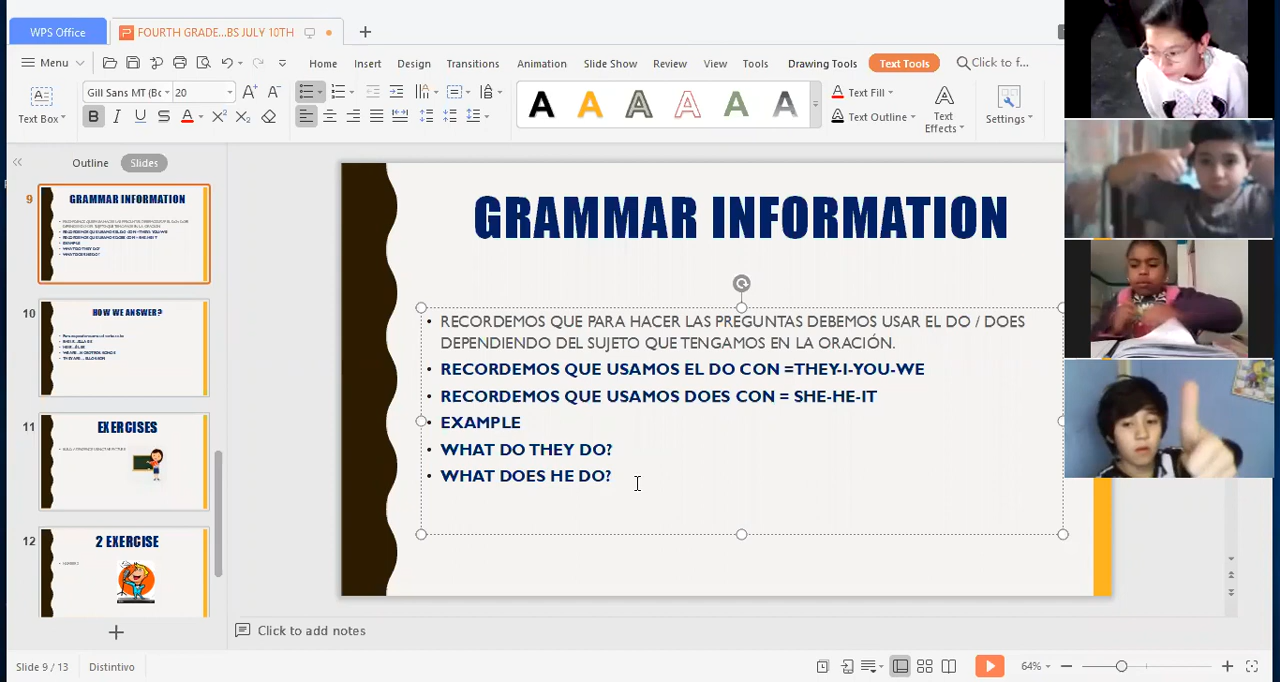 WPS Office
FOURTH GRADE...BS JULY 10TH
Menu
Home Insert Design Transitions Animation Slide Show Review View Tools Drawing Tools Text Tools Click to f...
Text Box
Gill Sans MT (Bc 20
B I U S A X² X₂
A A A A A A
Text Fill
Text Outline
Text
Effects
Settings
Outline Slides
9
GRAMMAR INFORMATION
10
HOW WE ANSWER?
11
EXERCISES
12
2 EXERCISE
GRAMMAR INFORMATION
• RECORDEMOS QUE PARA HACER LAS PREGUNTAS DEBEMOS USAR EL DO / DOES
DEPENDIENDO DEL SUJETO QUE TENGAMOS EN LA ORACIÓN.
• RECORDEMOS QUE USAMOS EL DO CON =THEY-I-YOU-WE
• RECORDEMOS QUE USAMOS DOES CON = SHE-HE-IT
• EXAMPLE
• WHAT DO THEY DO?
• WHAT DOES HE DO?
Click to add notes
Slide 9 / 13 Distintivo
64%